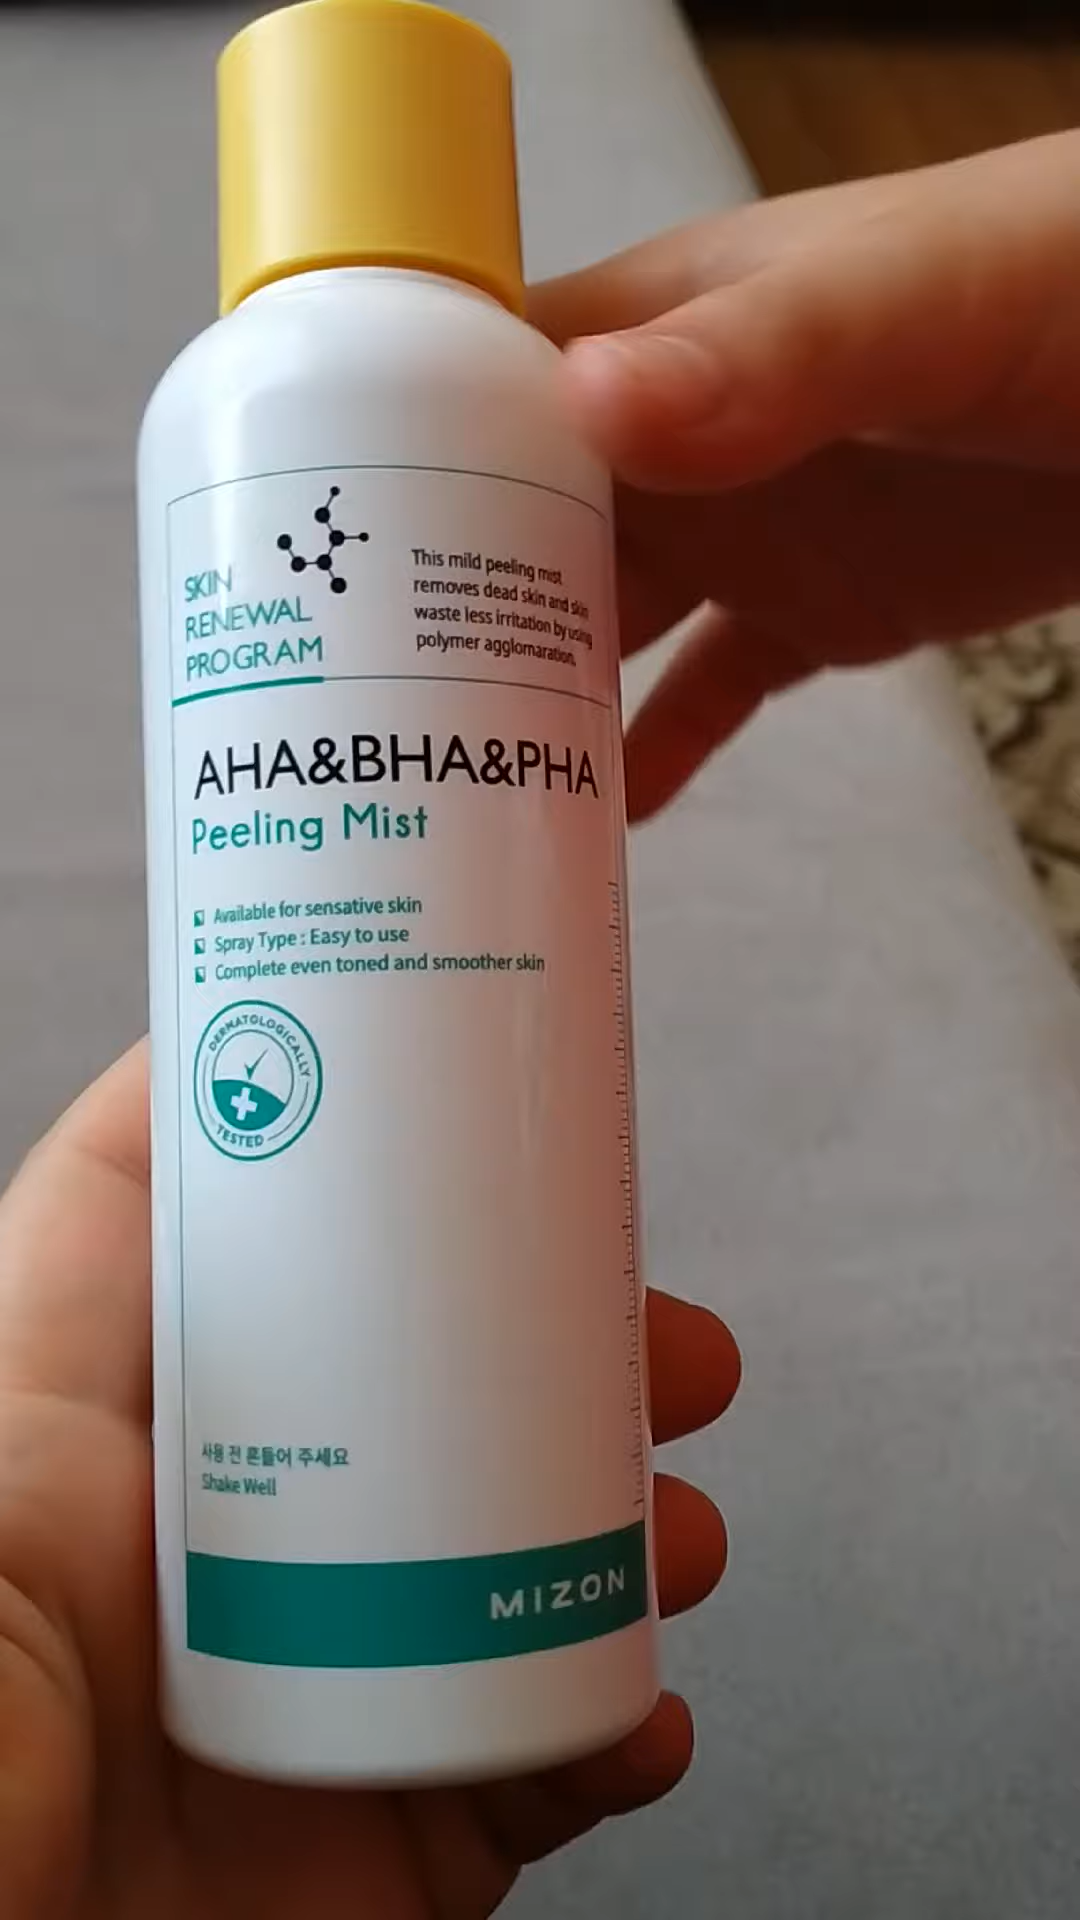 SKIN
RENEWAL
PROGRAM
This mild peeling mist
removes dead skin and skin
waste less irritation by using
polymer agglomaration.
AHA&BHA&PHA
Peeling Mist
Available for sensative skin
Spray Type : Easy to use
Complete even toned and smoother skin
DERMATOLOGICALLY
TESTED
사용 전 흔들어 주세요
Shake Well
MIZON